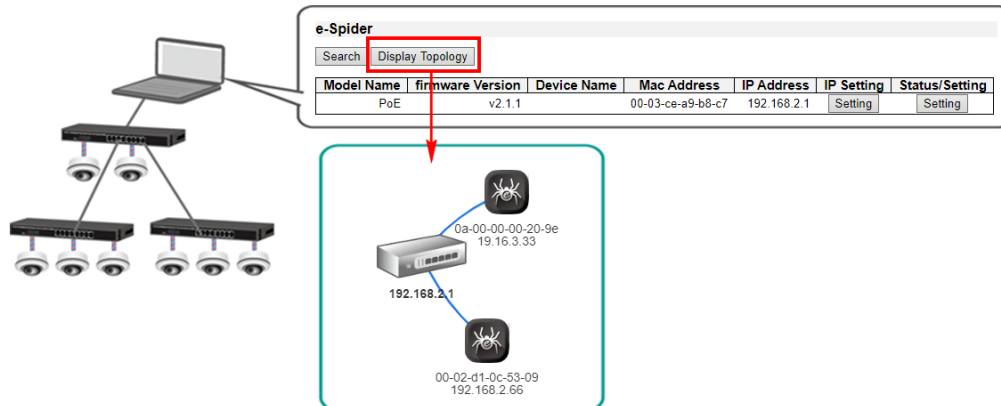 e-Spider
Search Display Topology
Model Name firmware Version Device Name Mac Address IP Address IP Setting Status/Setting
PoE v2.1.1 00-03-ce-a9-b8-c7 192.168.2.1 Setting Setting
0a-00-00-00-20-9e
19.16.3.33
192.168.2.1
00-02-d1-0c-53-09
192.168.2.66